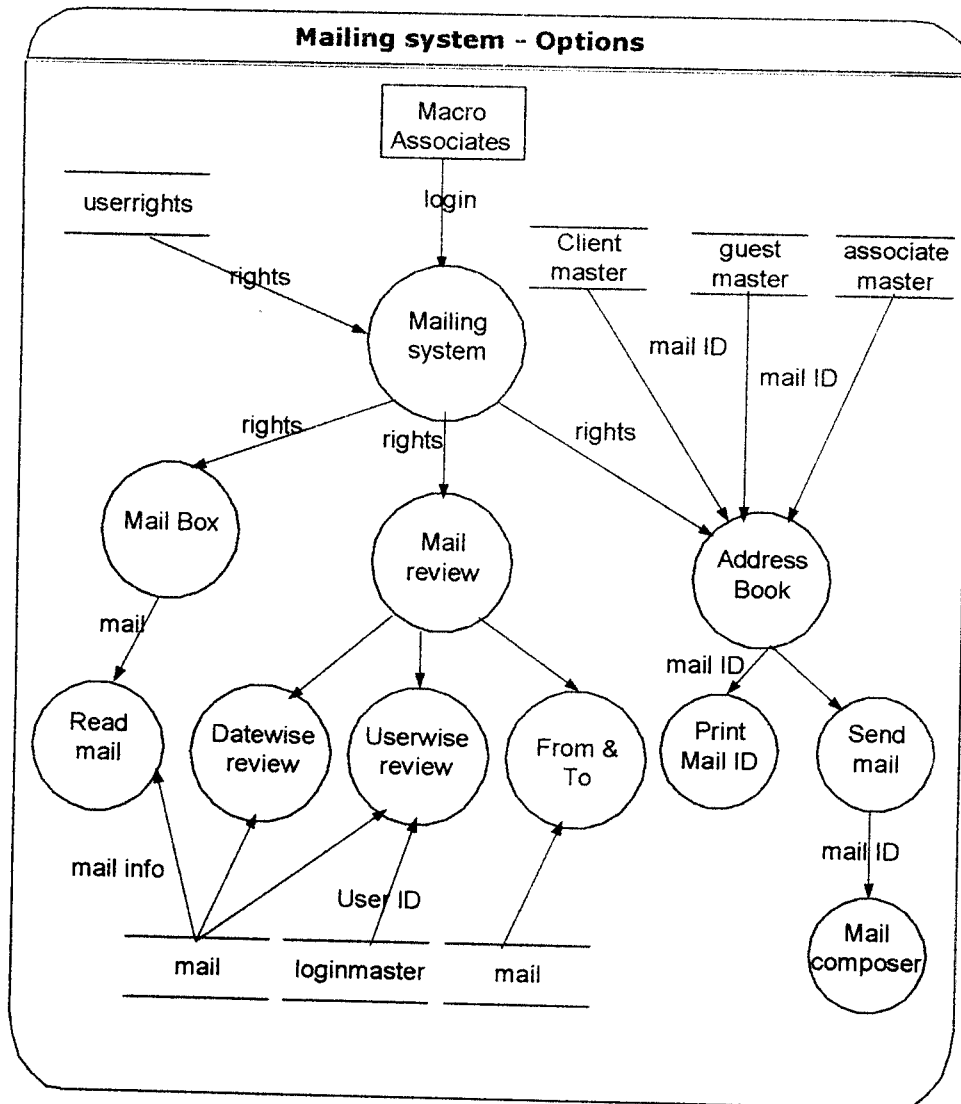 Mailing system - Options
Macro
Associates
login
userrights
rights
Client
master
guest
master
associate
master
Mailing
system
mail ID
mail ID
rights
rights
rights
Mail Box
Mail
review
Address
Book
mail
mail ID
Read
mail
Datewise
review
Userwise
review
From &
To
Print
Mail ID
Send
mail
mail info
User ID
mail ID
mail
loginmaster
mail
Mail
composer